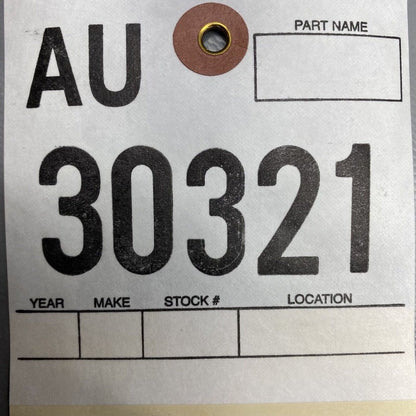 PART NAME
AU
30321
YEAR MAKE STOCK # LOCATION